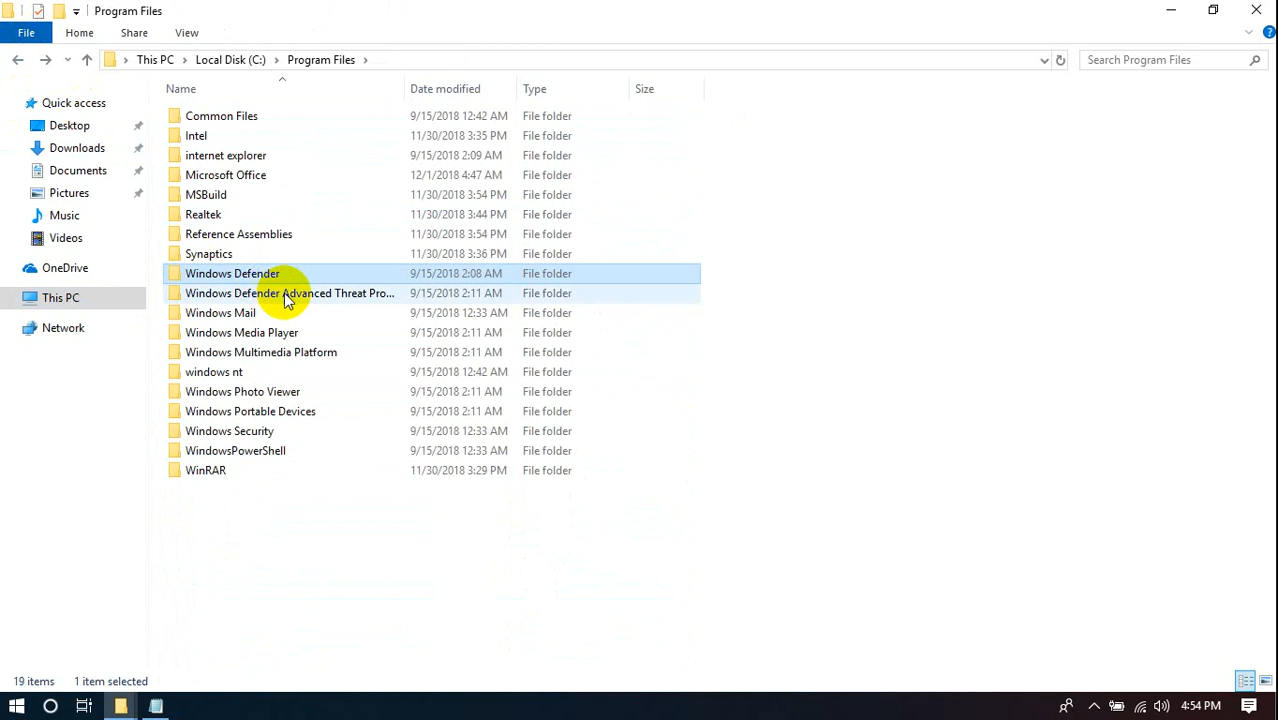 Program Files
File Home Share View
This PC Local Disk (C:) Program Files Search Program Files
Name Date modified Type Size
Quick access
Desktop
Downloads
Documents
Pictures
Music
Videos
OneDrive
This PC
Network
Common Files 9/15/2018 12:42 AM File folder
Intel 11/30/2018 3:35 PM File folder
internet explorer 9/15/2018 2:09 AM File folder
Microsoft Office 12/1/2018 4:47 AM File folder
MSBuild 11/30/2018 3:54 PM File folder
Realtek 11/30/2018 3:44 PM File folder
Reference Assemblies 11/30/2018 3:54 PM File folder
Synaptics 11/30/2018 3:36 PM File folder
Windows Defender 9/15/2018 2:08 AM File folder
Windows Defender Advanced Threat Pro... 9/15/2018 2:11 AM File folder
Windows Mail 9/15/2018 12:33 AM File folder
Windows Media Player 9/15/2018 2:11 AM File folder
Windows Multimedia Platform 9/15/2018 2:11 AM File folder
windows nt 9/15/2018 12:42 AM File folder
Windows Photo Viewer 9/15/2018 2:11 AM File folder
Windows Portable Devices 9/15/2018 2:11 AM File folder
Windows Security 9/15/2018 12:33 AM File folder
WindowsPowerShell 9/15/2018 12:33 AM File folder
WinRAR 11/30/2018 3:29 PM File folder
19 items 1 item selected
4:54 PM